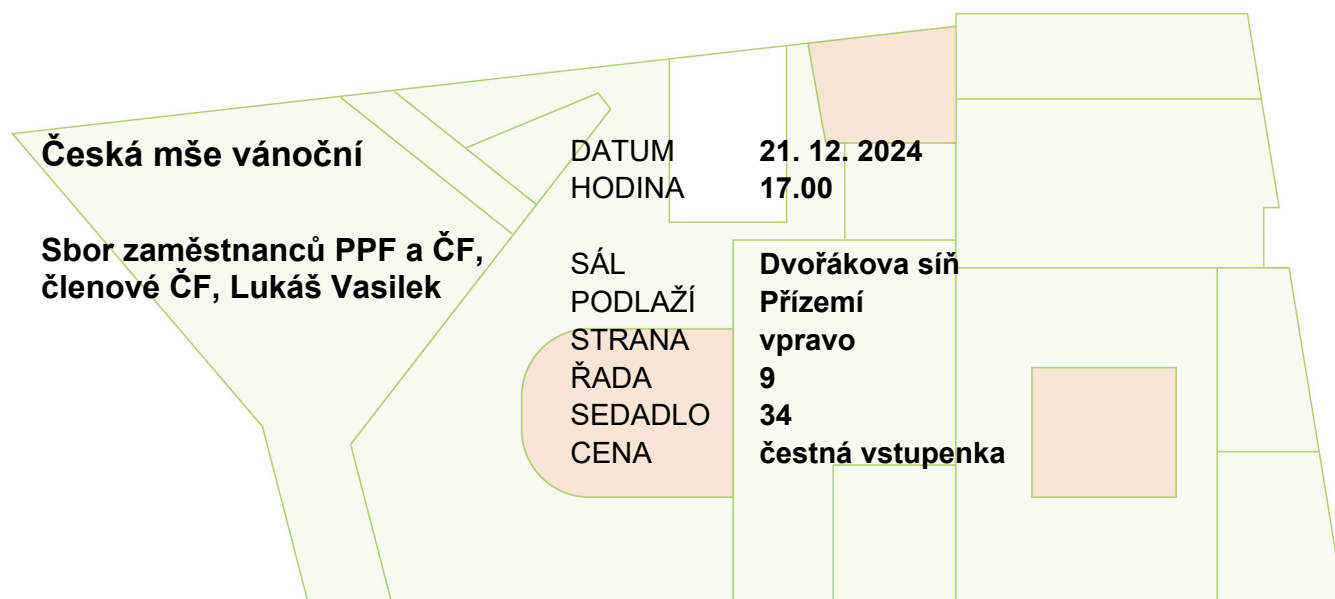 Česká mše vánoční
Sbor zaměstnanců PPF a ČF,
členové ČF, Lukáš Vasilek
DATUM 21. 12. 2024
HODINA 17.00
SÁL Dvořákova síň
PODLAŽÍ Přízemí
STRANA vpravo
ŘADA 9
SEDADLO 34
CENA čestná vstupenka